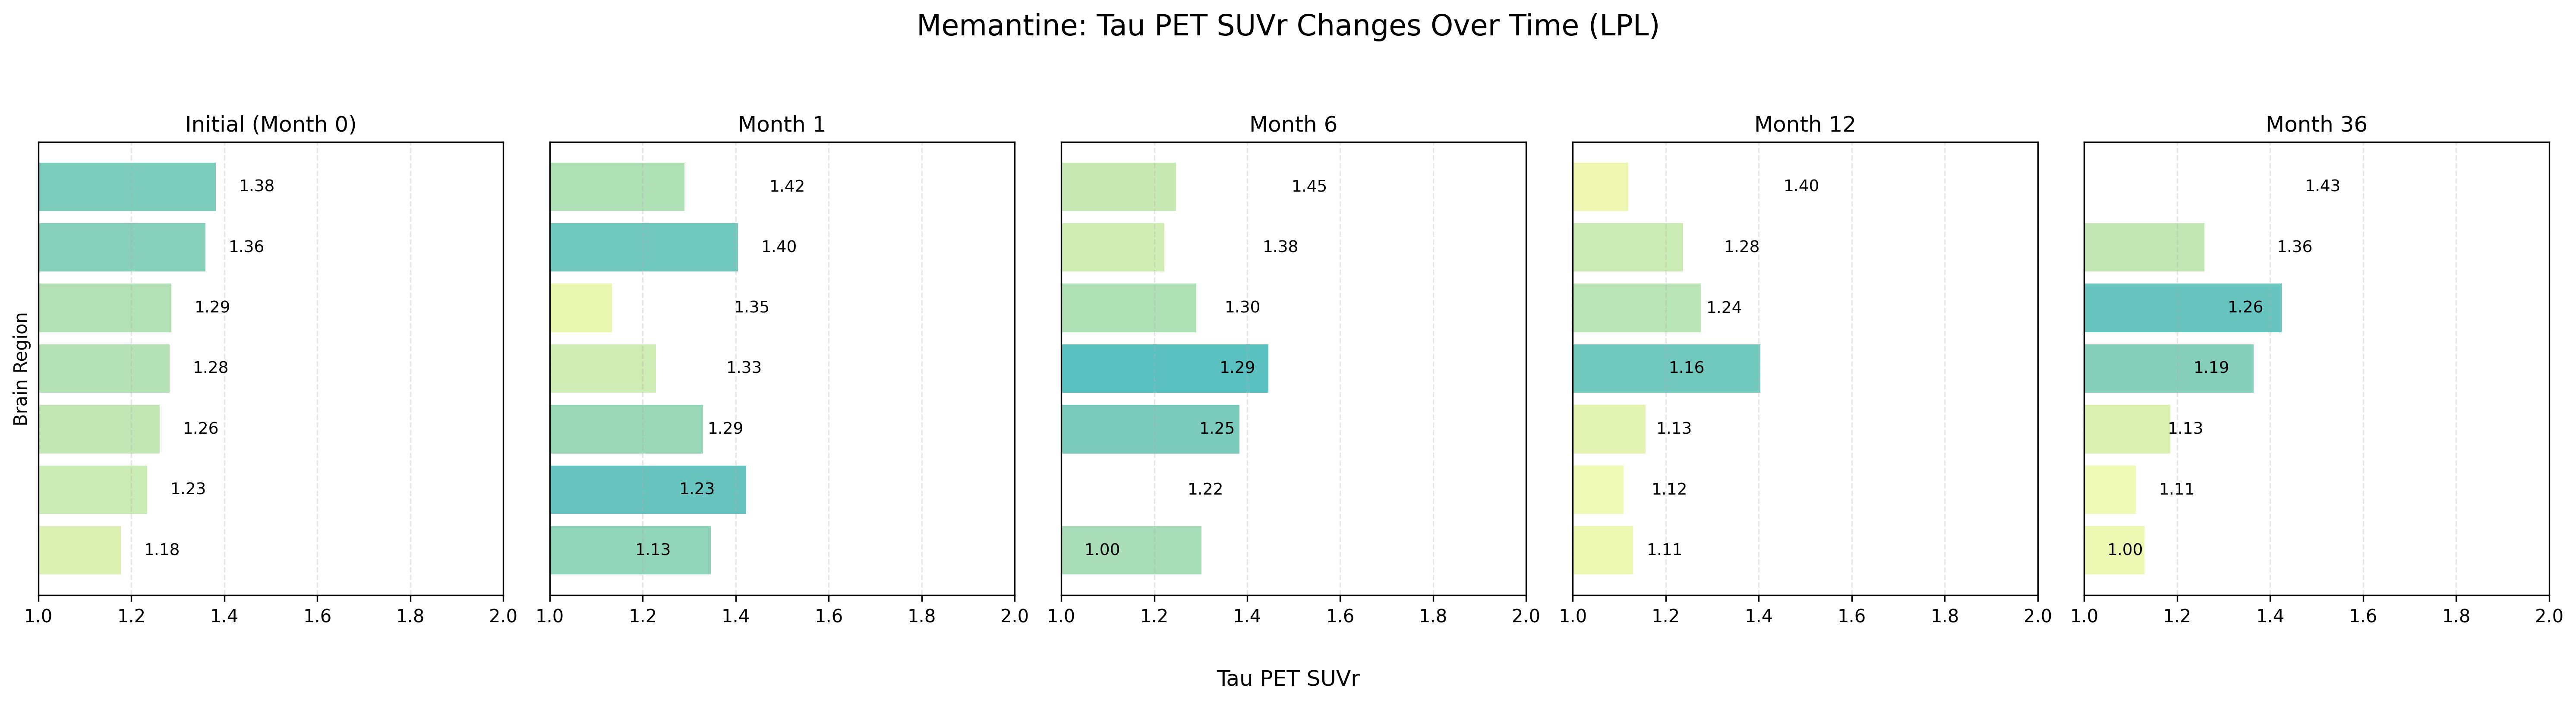 Memantine: Tau PET SUVr Changes Over Time (LPL)
Initial (Month 0)
Month 1
Month 6
Month 12
Month 36
Brain Region
1.38
1.36
1.29
1.28
1.26
1.23
1.18
1.0 1.2 1.4 1.6 1.8 2.0
1.42
1.40
1.35
1.33
1.29
1.23
1.13
1.0 1.2 1.4 1.6 1.8 2.0
1.45
1.38
1.30
1.29
1.25
1.22
1.00
1.0 1.2 1.4 1.6 1.8 2.0
1.40
1.28
1.24
1.16
1.13
1.12
1.11
1.0 1.2 1.4 1.6 1.8 2.0
1.43
1.36
1.26
1.19
1.13
1.11
1.00
1.0 1.2 1.4 1.6 1.8 2.0
Tau PET SUVr